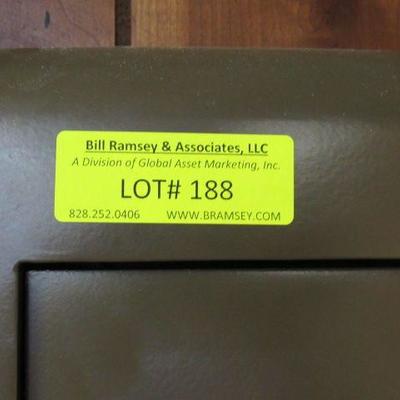 Bill Ramsey & Associates, LLC
A Division of Global Asset Marketing, Inc.
LOT# 188
828.252.0406 WWW.BRAMSEY.COM